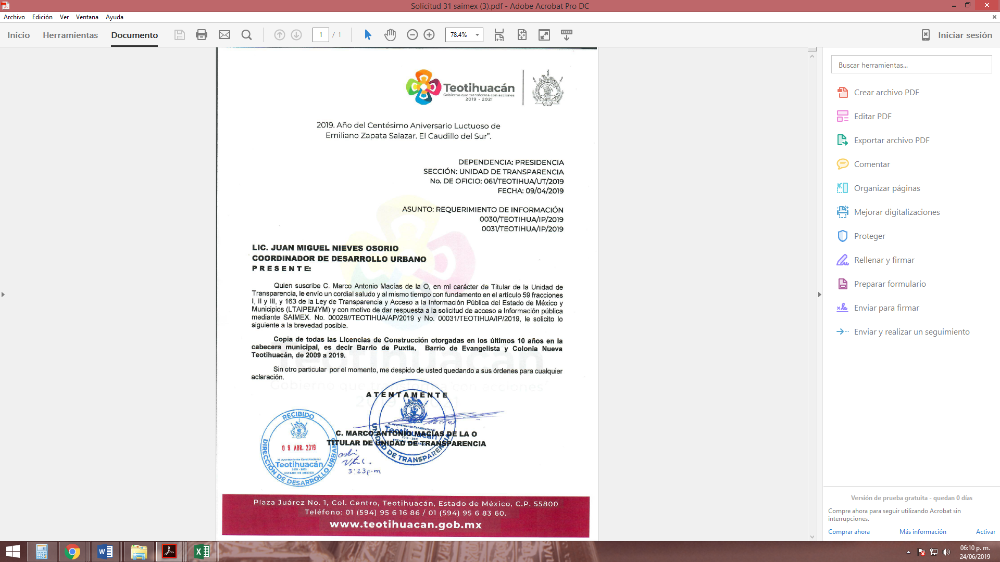 Solicitud 31 saimex (3).pdf - Adobe Acrobat Pro DC
Archivo Edición Ver Ventana Ayuda
Inicio Herramientas Documento 1 / 1 78.4% Iniciar sesión
Teotihuacán
Gobierno que transforma con acciones
2019 - 2021
2019. Año del Centésimo Aniversario Luctuoso de
Emiliano Zapata Salazar. El Caudillo del Sur”.
DEPENDENCIA: PRESIDENCIA
SECCIÓN: UNIDAD DE TRANSPARENCIA
No. DE OFICIO: 061/TEOTIHUA/UT/2019
FECHA: 09/04/2019
ASUNTO: REQUERIMIENTO DE INFORMACIÓN
0030/TEOTIHUA/IP/2019
0031/TEOTIHUA/IP/2019
LIC. JUAN MIGUEL NIEVES OSORIO
COORDINADOR DE DESARROLLO URBANO
P R E S E N T E:
Quien suscribe C. Marco Antonio Macías de la O, en mi carácter de Titular de la Unidad de
Transparencia, le envío un cordial saludo y al mismo tiempo con fundamento en el artículo 59 fracciones
I, II y III, y 163 de la Ley de Transparencia y Acceso a la Información Pública del Estado de México y
Municipios (LTAIPEMYM) y con motivo de dar respuesta a la solicitud de acceso a Información pública
mediante SAIMEX. No. 00029//TEOTIHUA/AP/2019 y No. 00031/TEOTIHUA/IP/2019, le solicito lo
siguiente a la brevedad posible.
Copia de todas las Licencias de Construcción otorgadas en los últimos 10 años en la
cabecera municipal, es decir Barrio de Puxtla, Barrio de Evangelista y Colonia Nueva
Teotihuacán, de 2009 a 2019.
Sin otro particular por el momento, me despido de usted quedando a sus órdenes para cualquier
aclaración.
Teotihuacán
Gobierno que transforma con acciones
A T E N T A M E N T E
C. MARCO ANTONIO MACÍAS DE LA O
TITULAR DE UNIDAD DE TRANSPARENCIA
H. Ayuntamiento Constitucional
Teotihuacán
2019 - 2021
ESTADO DE MÉXICO
UNIDAD DE TRANSPARENCIA
RECIBIDO
0 9 ABR. 2019
H. Ayuntamiento Constitucional
Teotihuacán
2019 - 2021
ESTADO DE MÉXICO
DIRECCIÓN DE DESARROLLO URBANO
3:23 p.m
Plaza Juárez No. 1, Col. Centro, Teotihuacán, Estado de México, C.P. 55800
Teléfono: 01 (594) 95 6 16 86 / 01 (594) 95 6 83 60.
www.teotihuacan.gob.mx
Buscar herramientas...
Crear archivo PDF
Editar PDF
Exportar archivo PDF
Comentar
Organizar páginas
Mejorar digitalizaciones
Proteger
Rellenar y firmar
Preparar formulario
Enviar para firmar
Enviar y realizar un seguimiento
Versión de prueba gratuita - quedan 0 días
Compre ahora para seguir utilizando Acrobat sin
interrupciones.
Comprar ahora Más información Activar
06:10 p. m.
24/06/2019